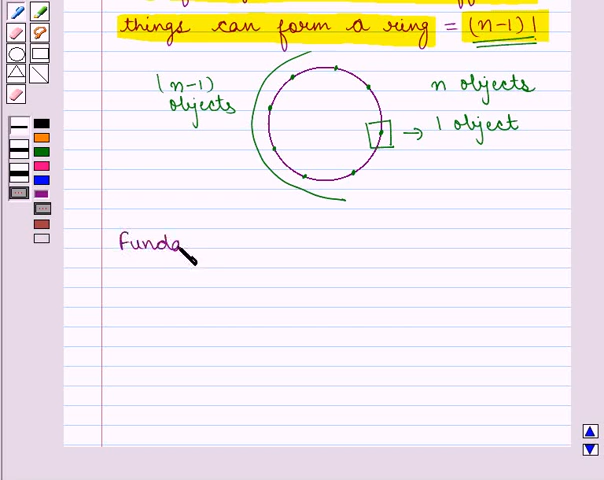 things can form a ring = (n-1)!
(n-1) objects
n objects
1 object
Funda